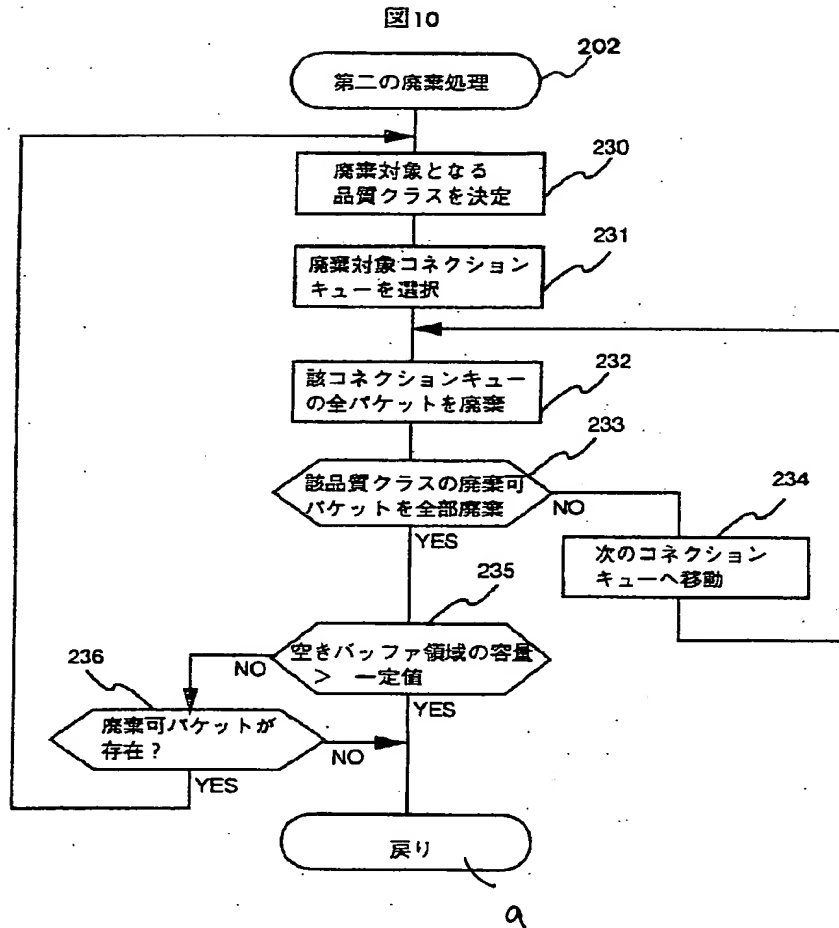 図10
第二の廃棄処理
202
廃棄対象となる
品質クラスを決定
230
廃棄対象コネクション
キューを選択
231
該コネクションキュー
の全パケットを廃棄
232
該品質クラスの廃棄可
パケットを全部廃棄
233
NO
YES
次のコネクション
キューへ移動
234
空きバッファ領域の容量
> 一定値
235
NO
YES
廃棄可パケットが
存在?
236
NO
YES
戻り
a